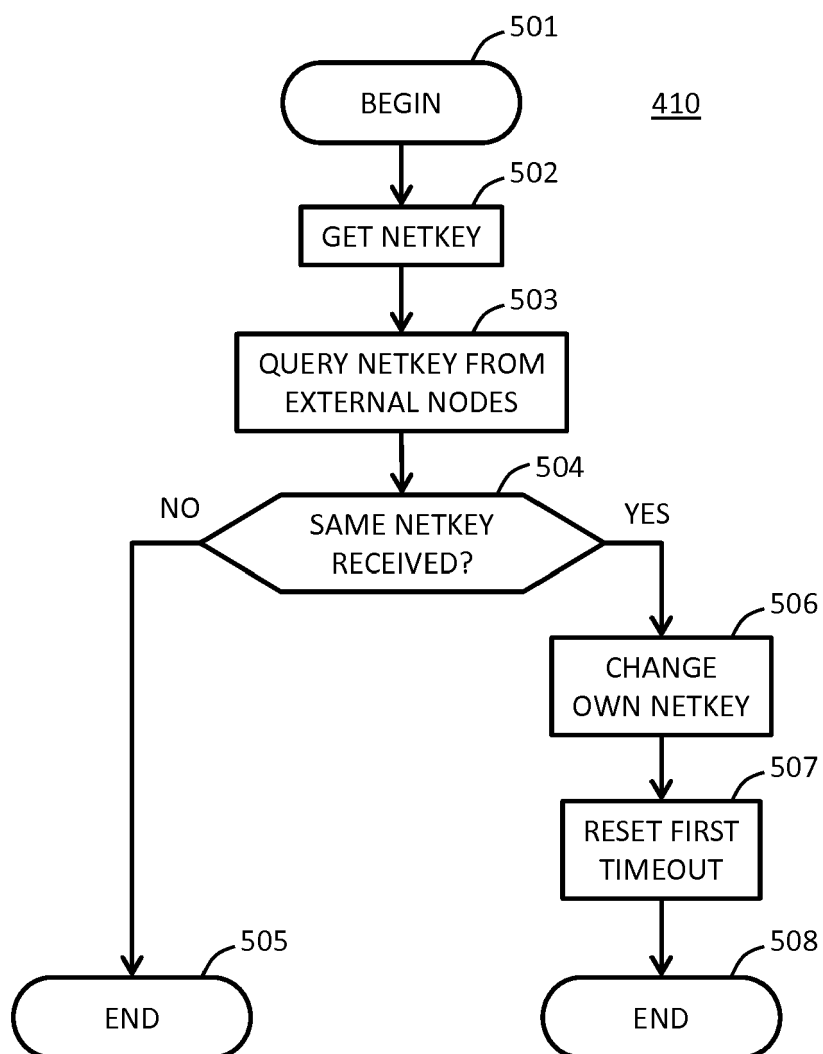 501
BEGIN
410
502
GET NETKEY
503
QUERY NETKEY FROM
EXTERNAL NODES
504
NO
SAME NETKEY
RECEIVED?
YES
506
CHANGE
OWN NETKEY
507
RESET FIRST
TIMEOUT
505
END
508
END